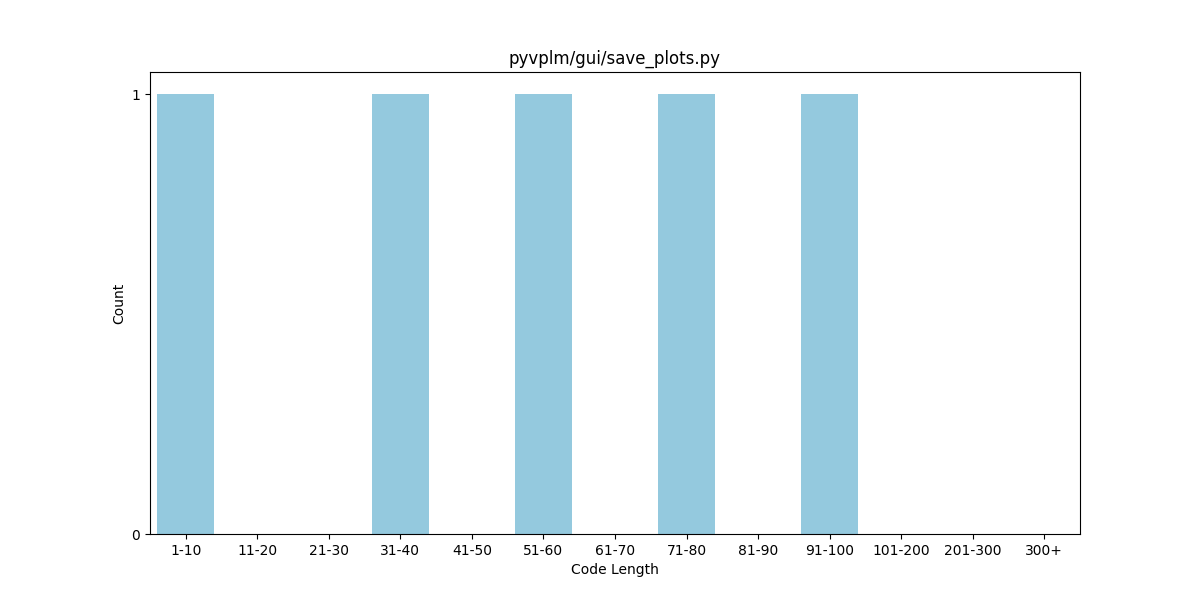 pyvplm/gui/save_plots.py
1
Count
0
1-10 11-20 21-30 31-40 41-50 51-60 61-70 71-80 81-90 91-100 101-200 201-300 300+
Code Length